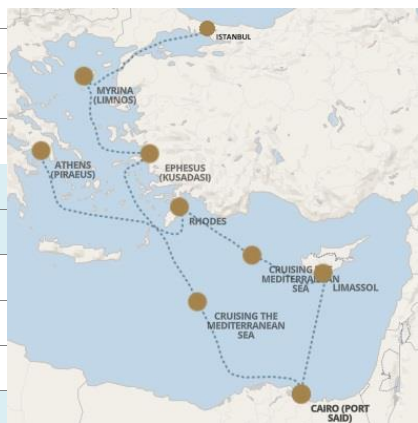 ISTANBUL
MYRINA
(LIMNOS)
ATHENS
(PIRAEUS)
EPHESUS
(KUSADASI)
RHODES
CRUISING THE
MEDITERRANEAN
SEA
LIMASSOL
CRUISING THE
MEDITERRANEAN
SEA
CAIRO (PORT
SAID)